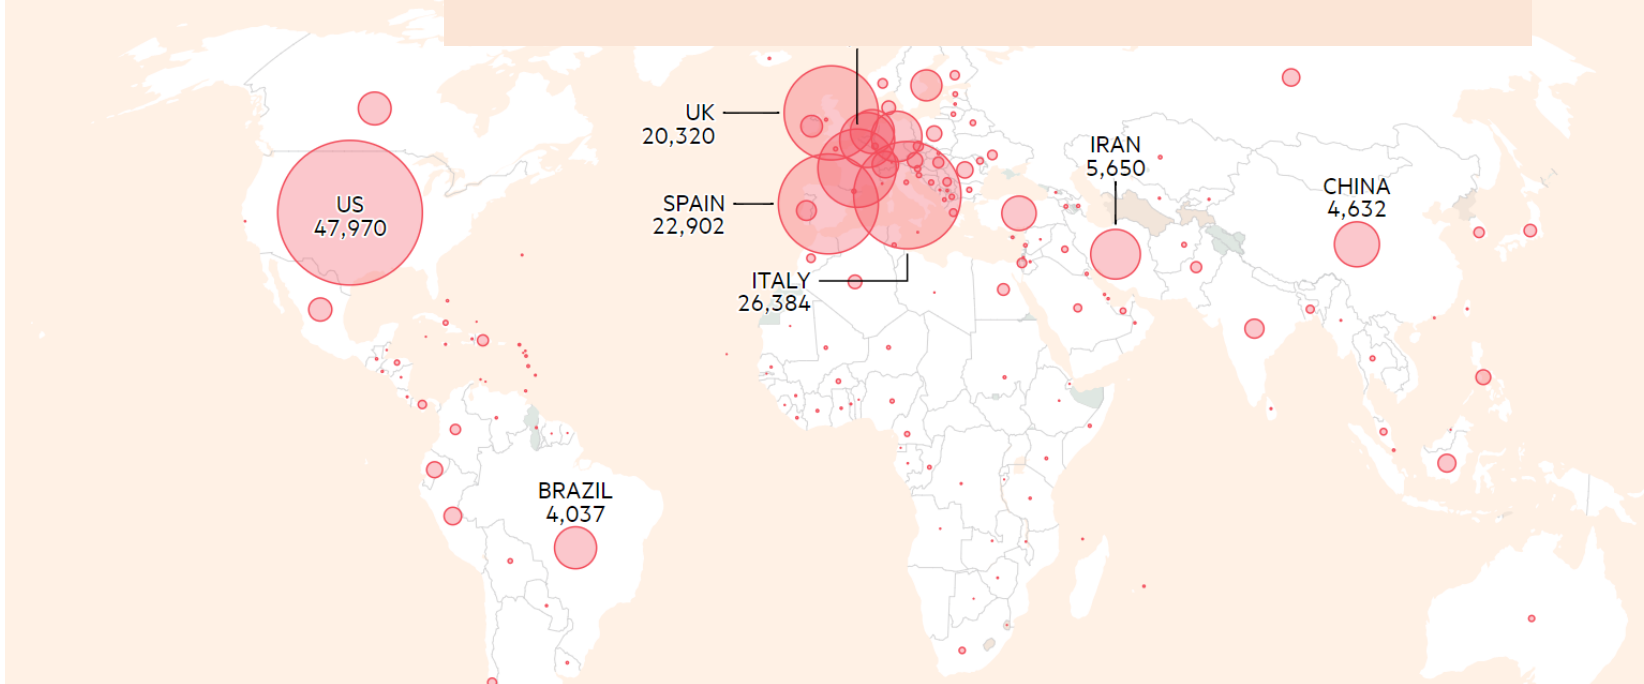 UK
20,320
IRAN
5,650
US
47,970
SPAIN
22,902
CHINA
4,632
ITALY
26,384
BRAZIL
4,037